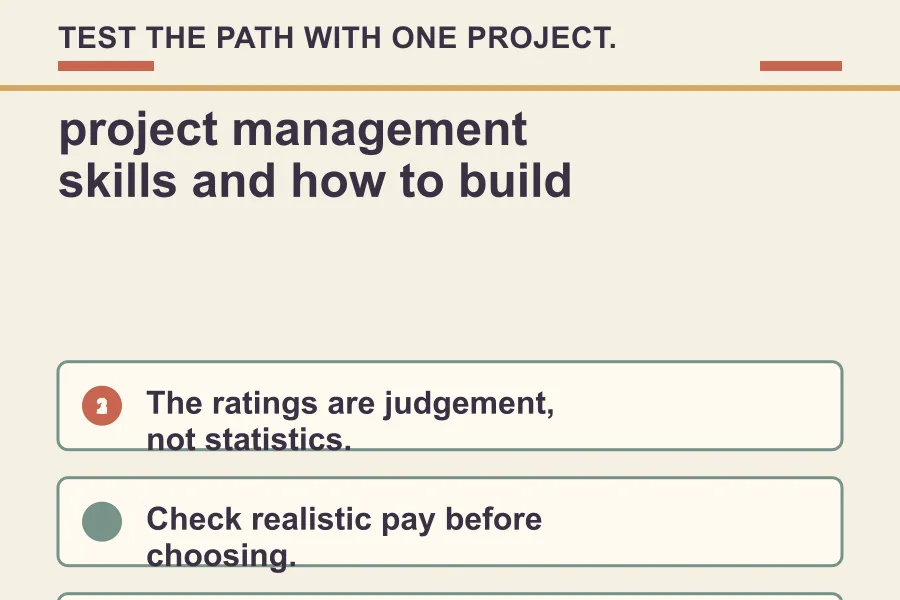 TEST THE PATH WITH ONE PROJECT.
project management
skills and how to build
The ratings are judgement,
not statistics.
Check realistic pay before
choosing.